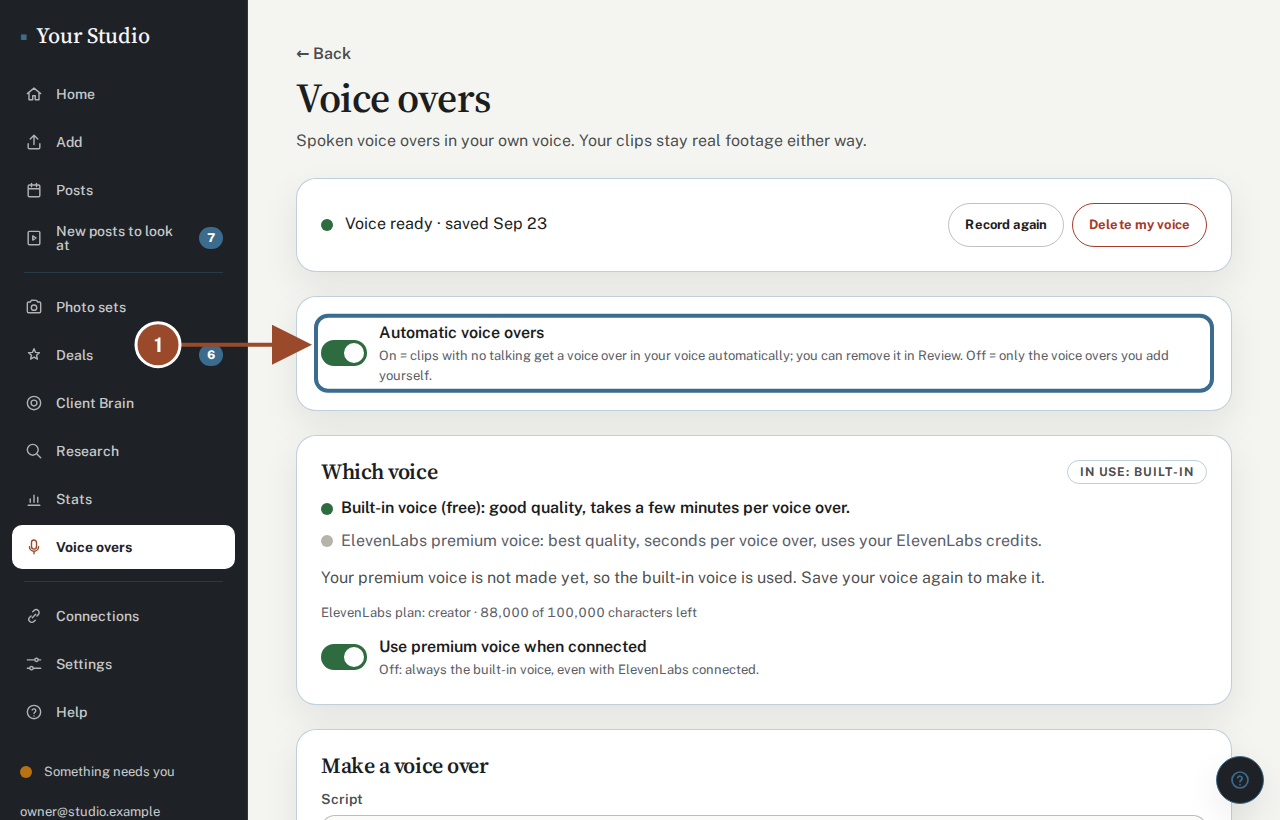 Your Studio
Home
Add
Posts
New posts to look
at
7
Photo sets
Deals
6
Client Brain
Research
Stats
Voice overs
Connections
Settings
Help
Something needs you
owner@studio.example
← Back
Voice overs
Spoken voice overs in your own voice. Your clips stay real footage either way.
Voice ready · saved Sep 23
Record again
Delete my voice
1
Automatic voice overs
On = clips with no talking get a voice over in your voice automatically; you can remove it in Review. Off = only the voice overs you add
yourself.
Which voice
IN USE: BUILT-IN
Built-in voice (free): good quality, takes a few minutes per voice over.
ElevenLabs premium voice: best quality, seconds per voice over, uses your ElevenLabs credits.
Your premium voice is not made yet, so the built-in voice is used. Save your voice again to make it.
ElevenLabs plan: creator · 88,000 of 100,000 characters left
Use premium voice when connected
Off: always the built-in voice, even with ElevenLabs connected.
Make a voice over
Script